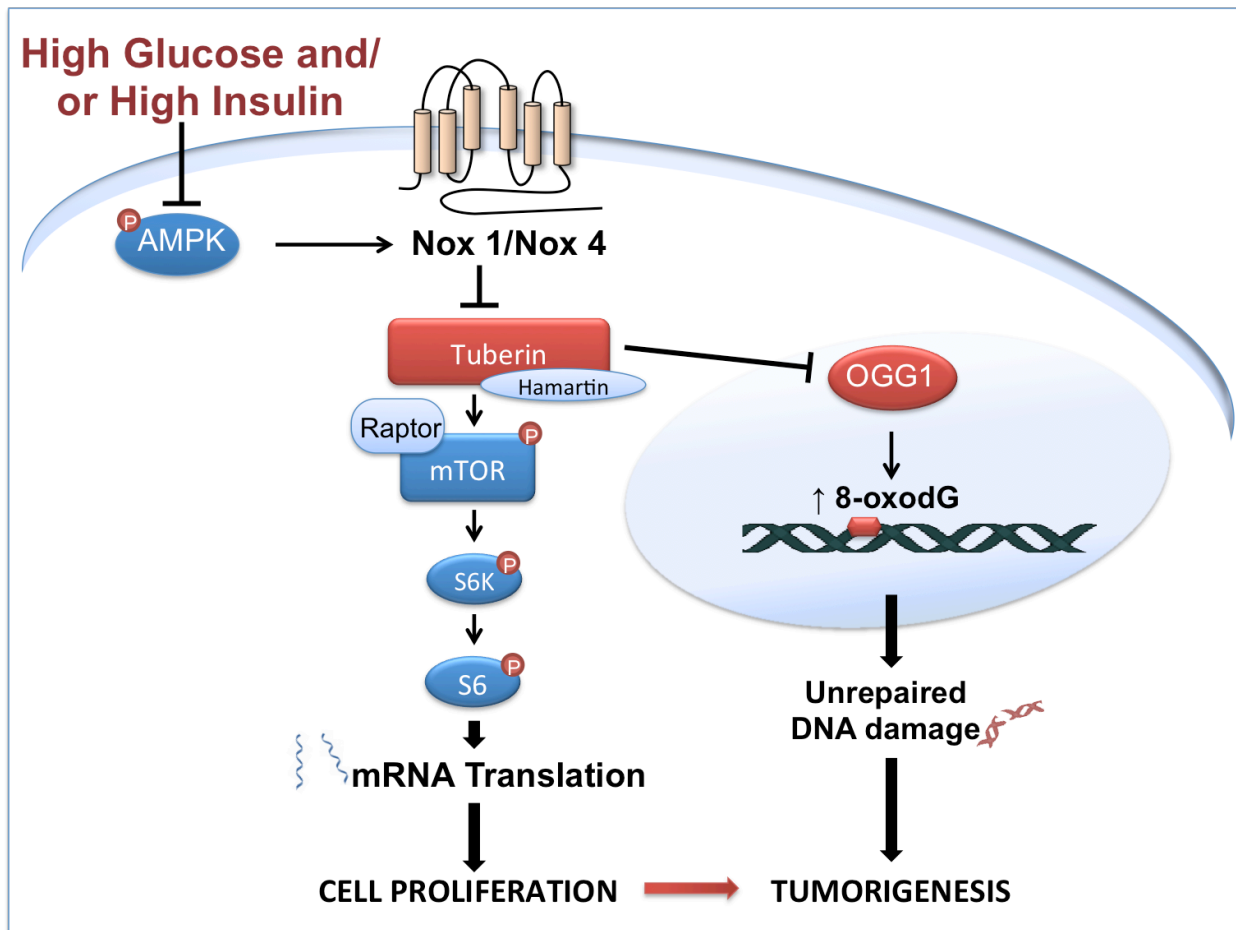 High Glucose and/
or High Insulin
P
AMPK
Nox 1/Nox 4
Tuberin
Hamartin
OGG1
Raptor
P
mTOR
↑ 8-oxodG
P
S6K
P
S6
Unrepaired
DNA damage
mRNA Translation
CELL PROLIFERATION
TUMORIGENESIS